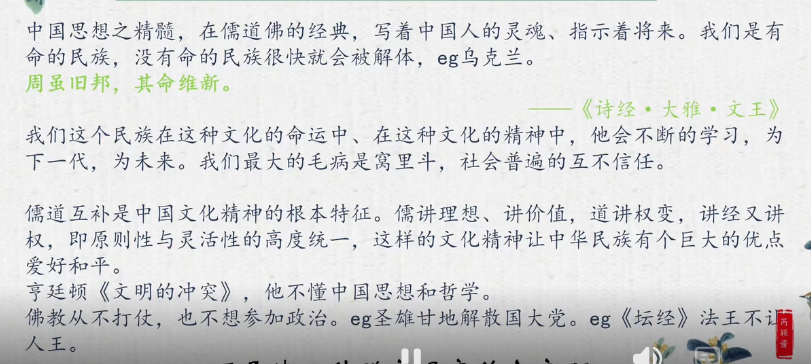 中国思想之精髓，在儒道佛的经典，写着中国人的灵魂、指示着将来。我们是有
命的民族，没有命的民族很快就会被解体，eg乌克兰。
周虽旧邦，其命维新。
——《诗经·大雅·文王》
我们这个民族在这种文化的命运中、在这种文化的精神中，他会不断的学习，为
下一代，为未来。我们最大的毛病是窝里斗，社会普遍的互不信任。
儒道互补是中国文化精神的根本特征。儒讲理想、讲价值，道讲权变，讲经又讲
权，即原则性与灵活性的高度统一，这样的文化精神让中华民族有个巨大的优点
爱好和平。
亨廷顿《文明的冲突》，他不懂中国思想和哲学。
佛教从不打仗，也不想参加政治。eg圣雄甘地解散国大党。eg《坛经》法王不让
人王。